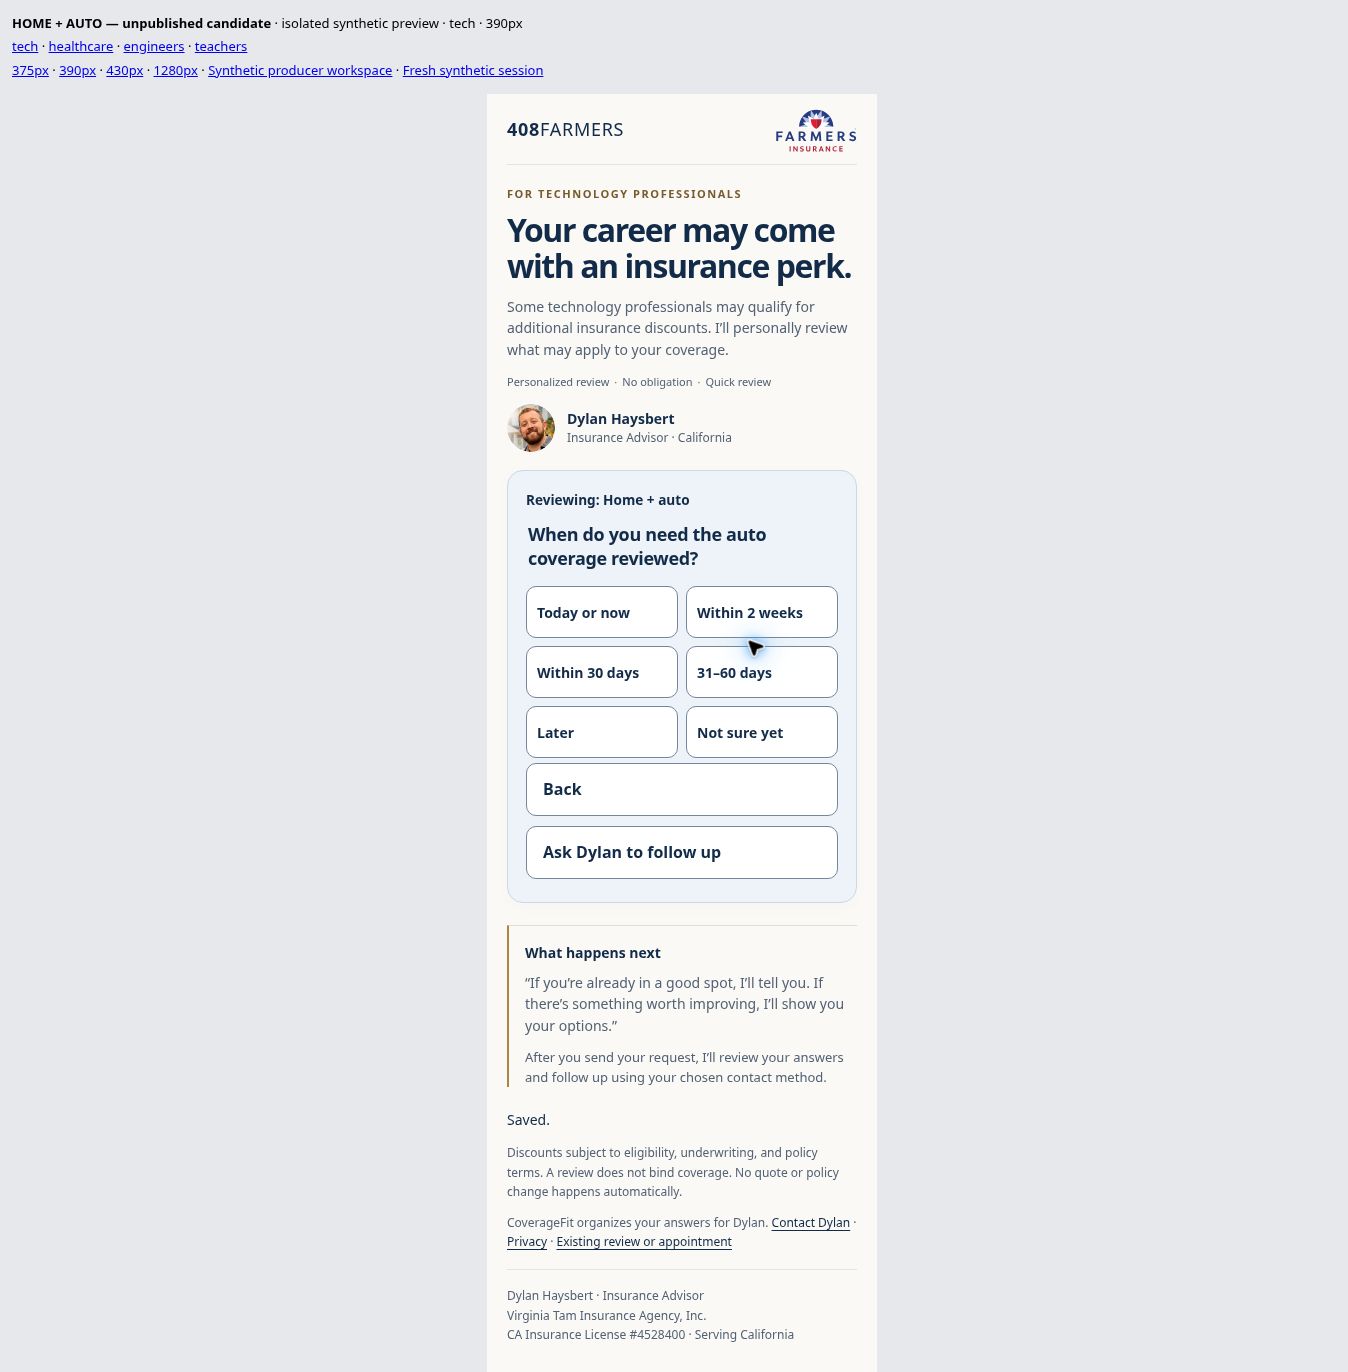 HOME + AUTO — unpublished candidate · isolated synthetic preview · tech · 390px
tech · healthcare · engineers · teachers
375px · 390px · 430px · 1280px · Synthetic producer workspace · Fresh synthetic session
408FARMERS
FARMERS
INSURANCE
FOR TECHNOLOGY PROFESSIONALS
Your career may come
with an insurance perk.
Some technology professionals may qualify for
additional insurance discounts. I’ll personally review
what may apply to your coverage.
Personalized review · No obligation · Quick review
Dylan Haysbert
Insurance Advisor · California
Reviewing: Home + auto
When do you need the auto
coverage reviewed?
Today or now
Within 2 weeks
Within 30 days
31–60 days
Later
Not sure yet
Back
Ask Dylan to follow up
What happens next
“If you’re already in a good spot, I’ll tell you. If
there’s something worth improving, I’ll show you
your options.”
After you send your request, I’ll review your answers
and follow up using your chosen contact method.
Saved.
Discounts subject to eligibility, underwriting, and policy
terms. A review does not bind coverage. No quote or policy
change happens automatically.
CoverageFit organizes your answers for Dylan. Contact Dylan ·
Privacy · Existing review or appointment
Dylan Haysbert · Insurance Advisor
Virginia Tam Insurance Agency, Inc.
CA Insurance License #4528400 · Serving California